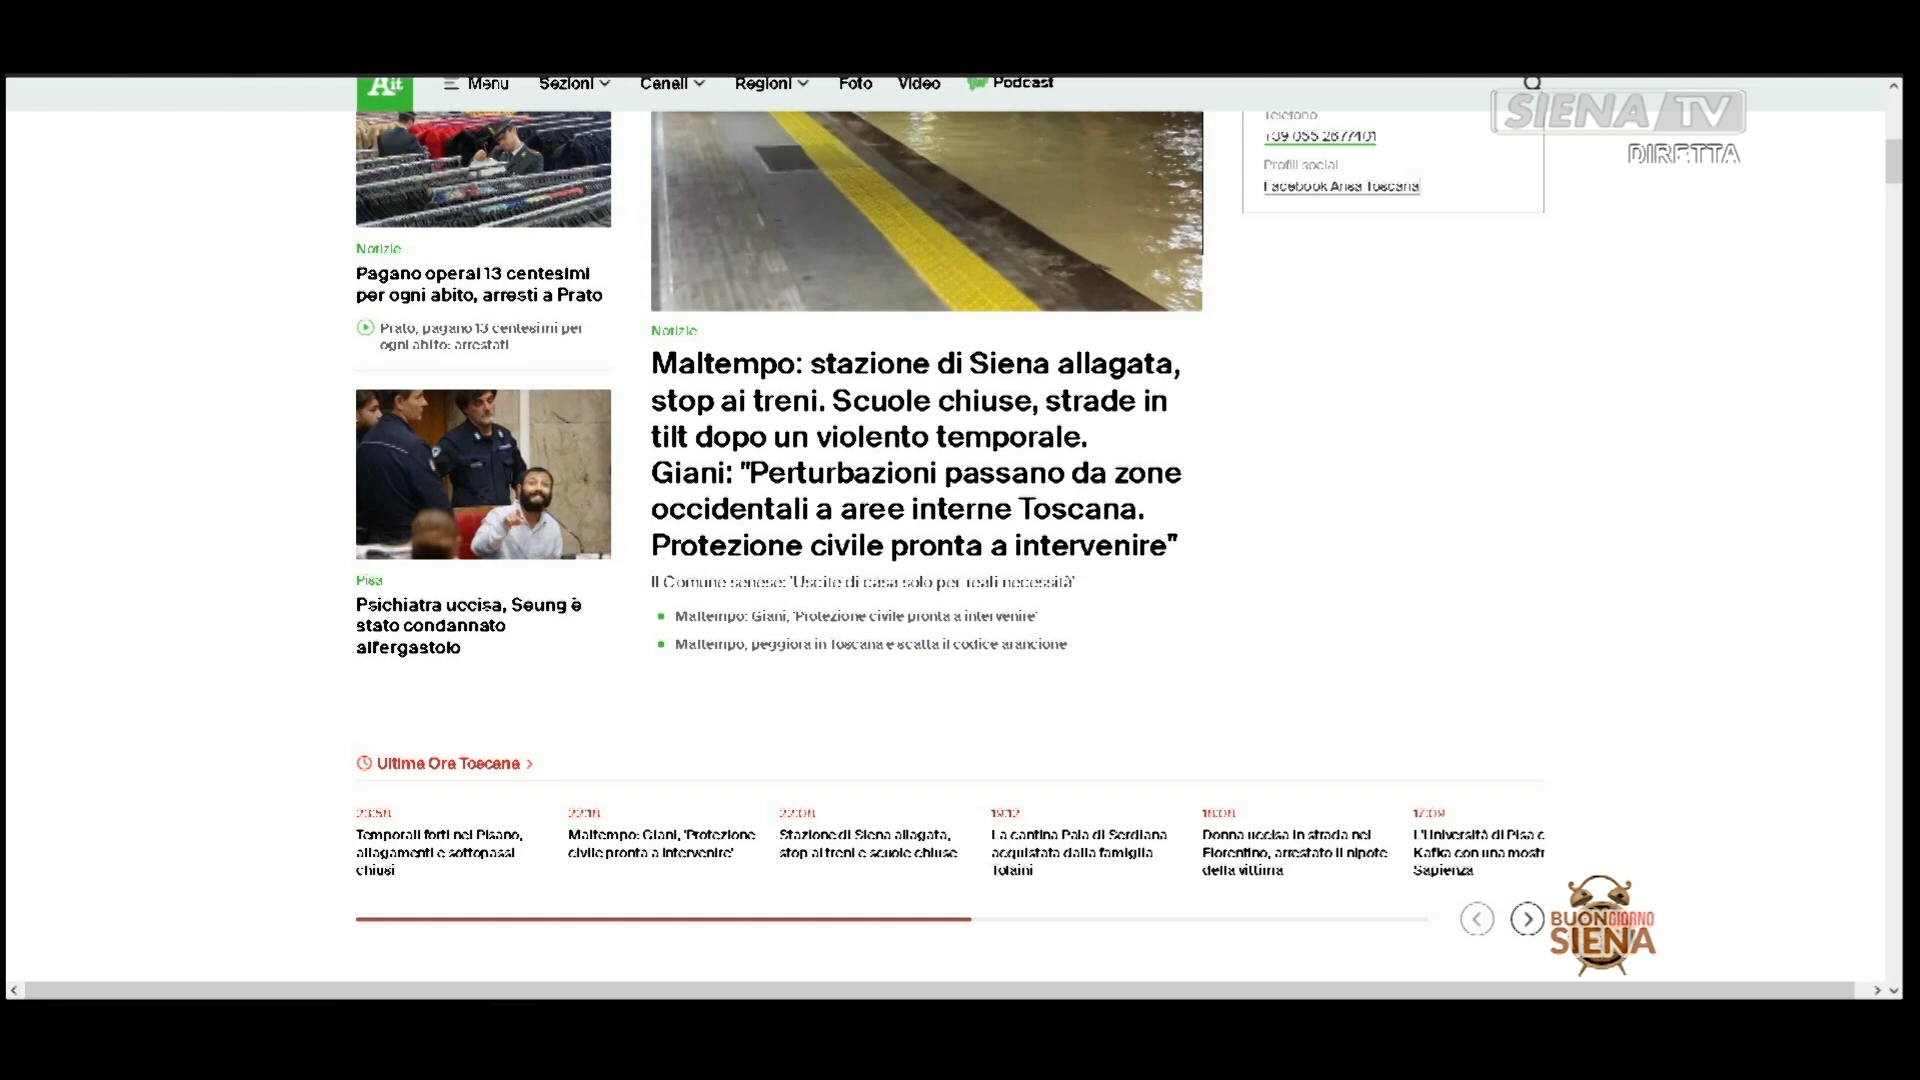 A.it
Menu
Sezioni
Canali
Regioni
Foto
Video
Podcast
SIENA TV
DIRETTA
Telefono
Profili social
Facebook Ansa Toscana
Notizie
Pagano operai 13 centesimi
per ogni abito, arresti a Prato
Prato, pagano 13 centesimi per
ogni abito: arrestati
Pisa
Psichiatra uccisa, Seung è
stato condannato
all'ergastolo
Notizie
Maltempo: stazione di Siena allagata,
stop ai treni. Scuole chiuse, strade in
tilt dopo un violento temporale.
Giani: "Perturbazioni passano da zone
occidentali a aree interne Toscana.
Protezione civile pronta a intervenire"
Il Comune senese: 'Uscite di casa solo per reali necessità'
Maltempo: Giani, 'Protezione civile pronta a intervenire'
Maltempo, peggiora in Toscana e scatta il codice arancione
Ultima Ora Toscana
23:58
Temporali forti nel Pisano,
allagamenti e sottopassi
chiusi
22:18
Maltempo: Giani, 'Protezione
civile pronta a intervenire'
22:08
Stazione di Siena allagata,
stop ai treni e scuole chiuse
19:12
La cantina Pala di Serdiana
acquistata dalla famiglia
Tolaini
18:08
Donna uccisa in strada nel
Fiorentino, arrestato il nipote
della vittima
17:09
L'Università di Pisa c
Kafka con una mostr
Sapienza
BUONGIORNO
SIENA